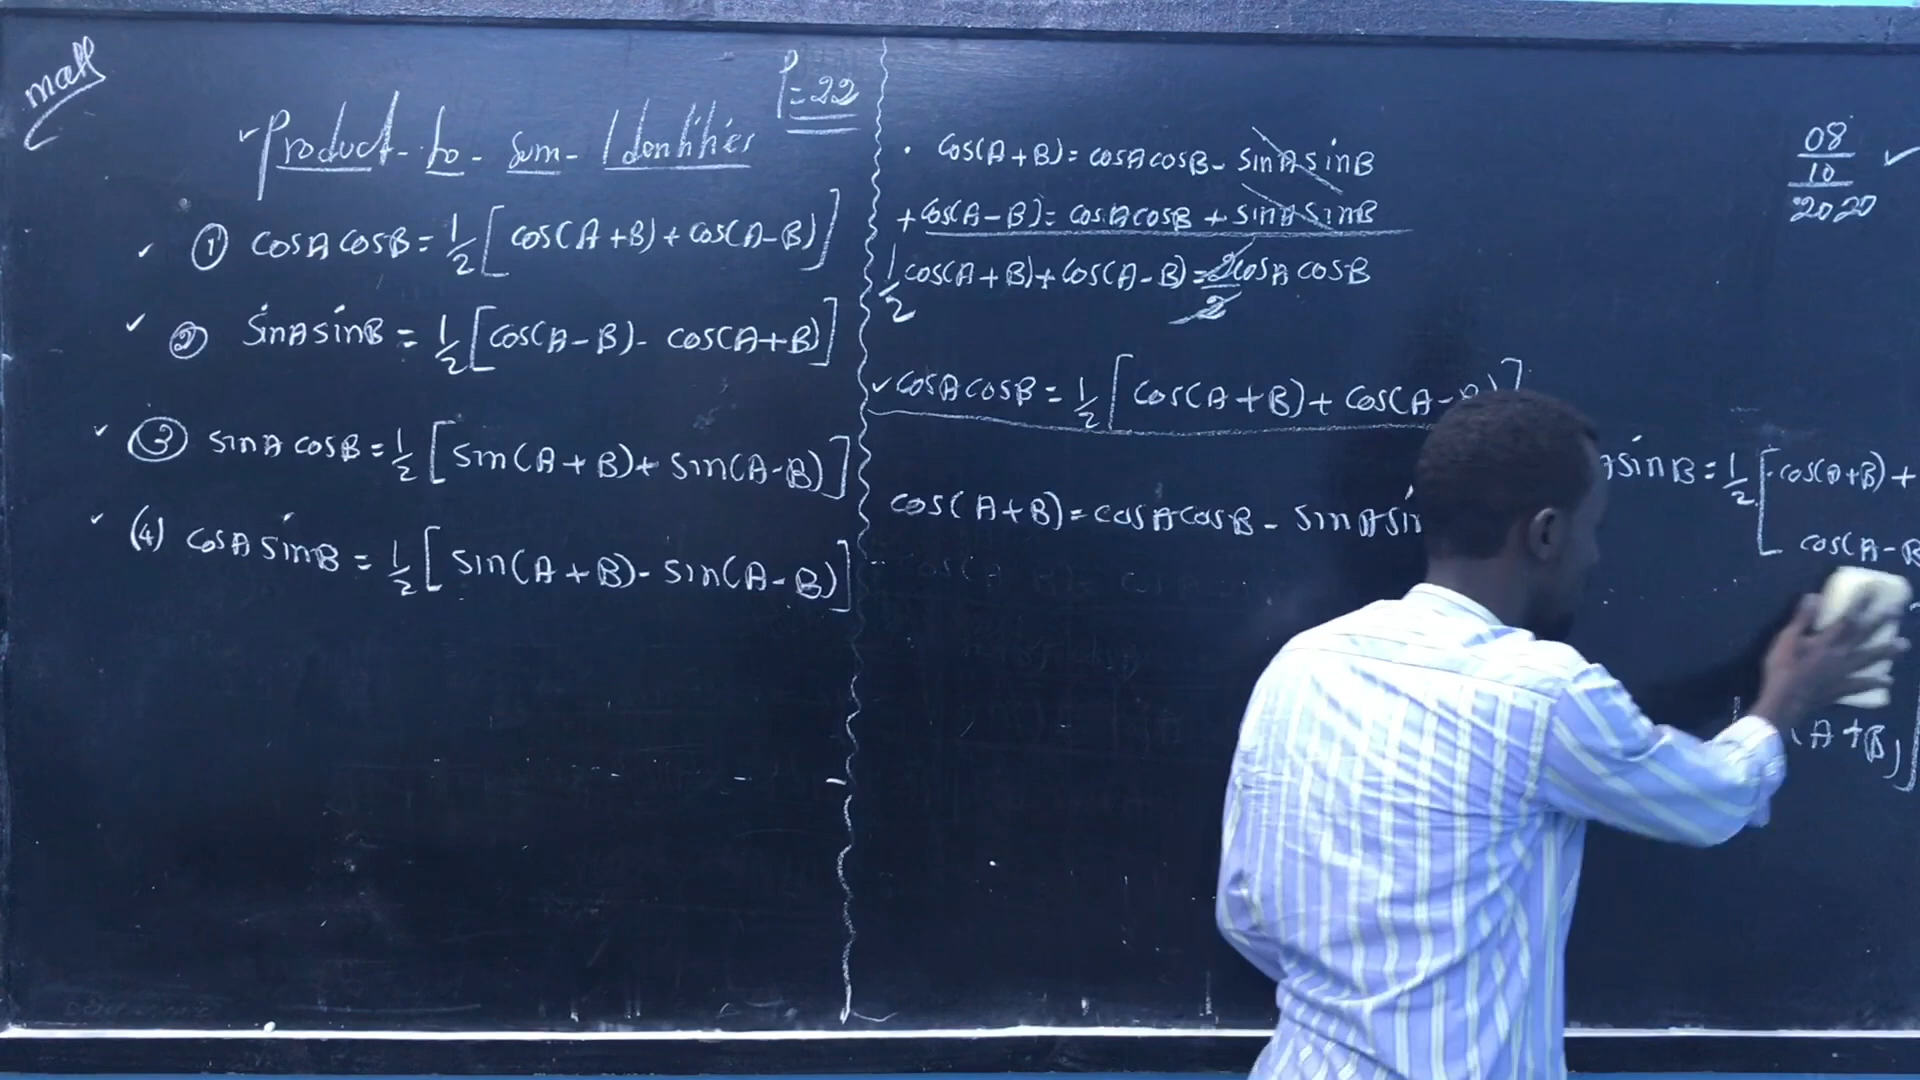 math
P=22
Product-to-Sum-Identities
① cosA cosB = 1/2 [cos(A+B)+cos(A-B)]
② sinA sinB = 1/2 [cos(A-B)- cos(A+B)]
③ sinA cosB = 1/2 [sin(A+B)+ sin(A-B)]
(4) cosA sinB = 1/2 [sin(A+B)- sin(A-B)]
cos(A+B)= cosA cosB - sinA sinB
+cos(A-B)= cosA cosB + sinA sinB
1/2 cos(A+B)+cos(A-B)= 2cosA cosB
2
cosA cosB = 1/2 [cos(A+B)+ cos(A-
cos(A+B)= cosA cosB - sinA sin
08
10
2020
sinB = 1/2 [-cos(A+B)+
cos(A-B
(A+B)]